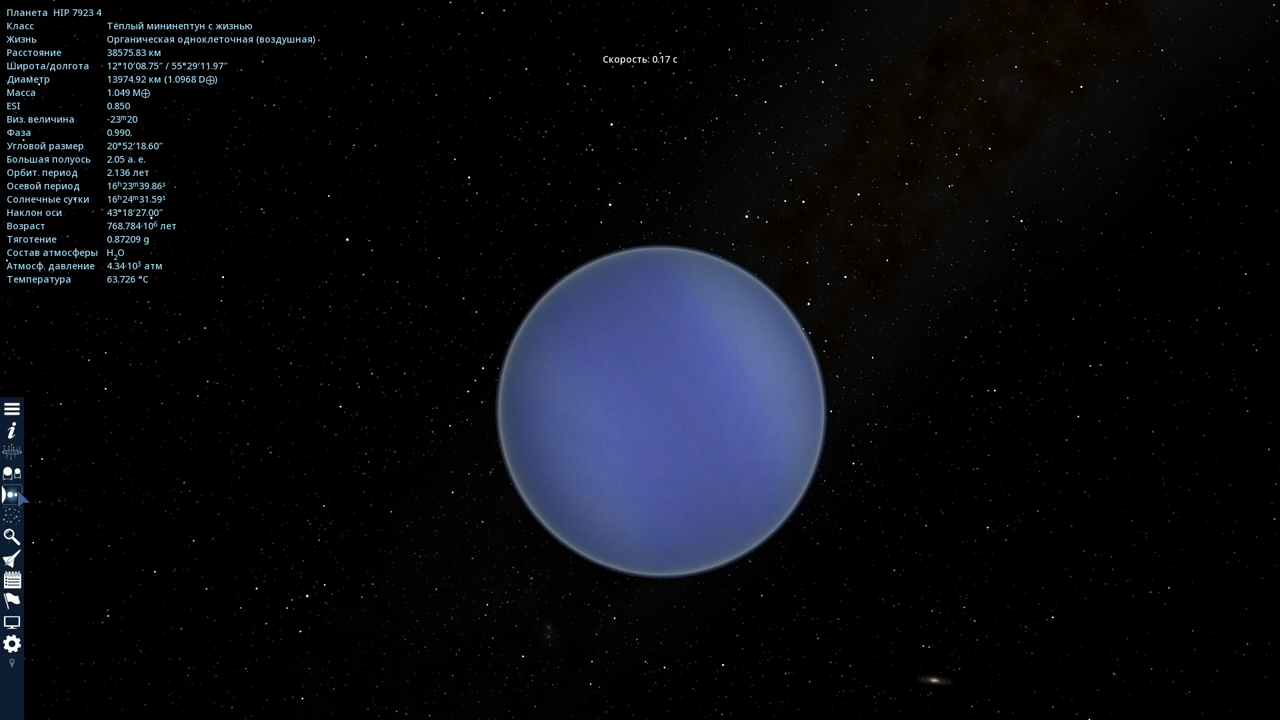 Планета HIP 7923 4
Класс Тёплый мининептун с жизнью
Жизнь Органическая одноклеточная (воздушная)
Расстояние 38575.83 км
Широта/долгота 12°10′08.75″ / 55°29′11.97″
Диаметр 13974.92 км (1.0968 D⊕)
Масса 1.049 M⊕
ESI 0.850
Виз. величина -23ᵐ20
Фаза 0.990
Угловой размер 20°52′18.60″
Большая полуось 2.05 а. е.
Орбит. период 2.136 лет
Осевой период 16ʰ23ᵐ39.86ˢ
Солнечные сутки 16ʰ24ᵐ31.59ˢ
Наклон оси 43°18′27.00″
Возраст 768.784·10⁶ лет
Тяготение 0.87209 g
Состав атмосферы H₂O
Атмосф. давление 4.34·10³ атм
Температура 63.726 °C
Скорость: 0.17 c